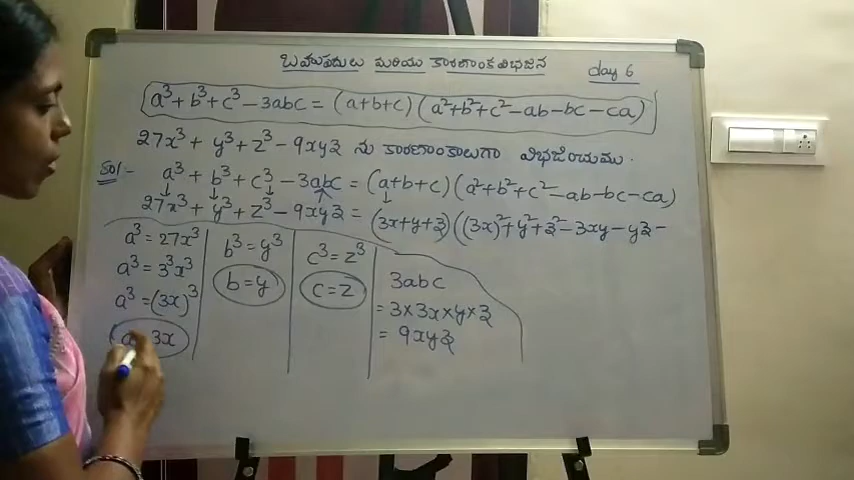 బహుపదులు మరియు కారణాంక విభజన day 6
a³ + b³ + c³ - 3abc = (a+b+c) (a²+b²+c²-ab-bc-ca)
27x³ + y³ + z³ - 9xyz ను కారణాంకాలుగా విభజించుము.
Sol:- a³ + b³ + c³ - 3abc = (a+b+c) (a²+b²+c²-ab-bc-ca)
27x³ + y³ + z³ - 9xyz = (3x+y+z) ((3x)²+y²+z²-3xy-yz-
a³ = 27x³
a³ = 3³x³
a³ = (3x)³
3x
b³ = y³
b = y
c³ = z³
c = z
3abc
= 3×3x×y×z
= 9xyz